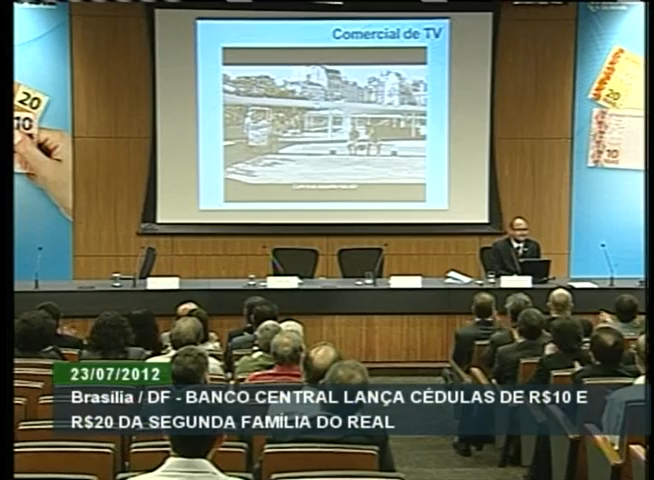 Comercial de TV
20
10
20
10
23/07/2012
Brasília / DF - BANCO CENTRAL LANÇA CÉDULAS DE R$10 E
R$20 DA SEGUNDA FAMÍLIA DO REAL